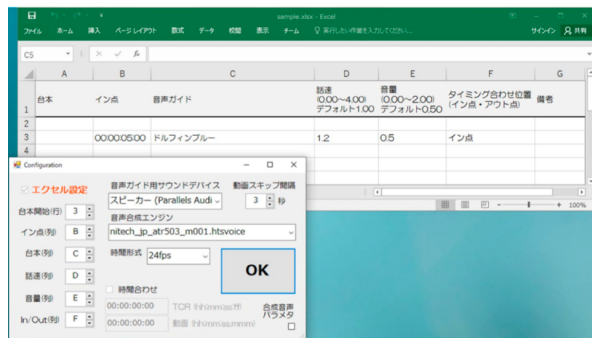 sample.xlsx - Excel
ファイル ホーム 挿入 ページ レイアウト 数式 データ 校閲 表示 チーム 実行したい作業を入力してください... サインイン 共有
C5 fx
A B C D E F G
1 台本 イン点 音声ガイド 話速 (0.00~4.00) デフォルト1.00 音量 (0.00~2.00) デフォルト0.50 タイミング合わせ位置 (イン点・アウト点) 備考
2
3 00:00:05:00 ドルフィンブルー 1.2 0.5 イン点
4
100%
Configuration
エクセル設定
台本開始(行) 3
イン点(列) B
台本(列) C
話速(列) D
音量(列) E
In/Out(列) F
音声ガイド用サウンドデバイス 動画スキップ間隔
スピーカー (Parallels Audi 3 秒
音声合成エンジン
nitech_jp_atr503_m001.htsvoice
時間形式 24fps
OK
時間合わせ
00:00:00:00 TCR (hh:mm:ss:ff)
00:00:00:00 動画 (hh:mm:ss.mmm)
合成音声
パラメタ